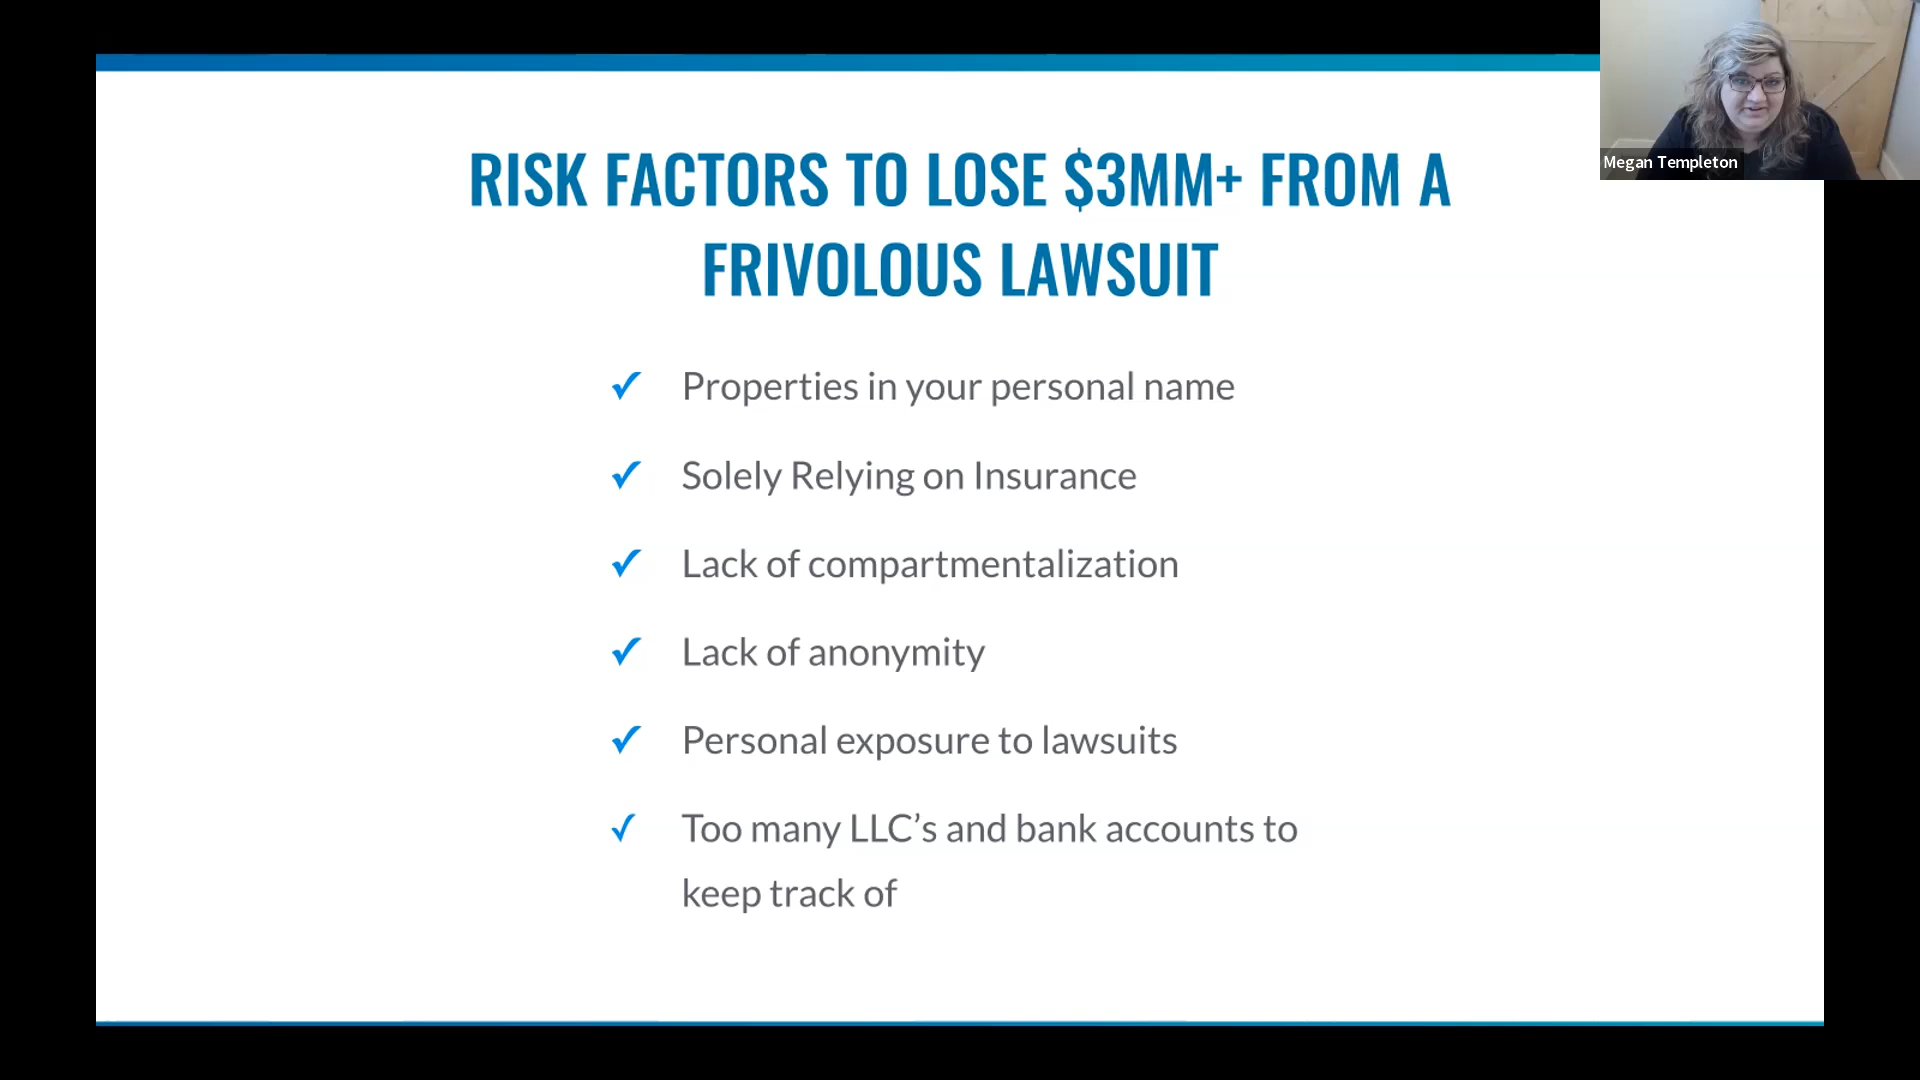 RISK FACTORS TO LOSE $3MM+ FROM A
FRIVOLOUS LAWSUIT
Properties in your personal name
Solely Relying on Insurance
Lack of compartmentalization
Lack of anonymity
Personal exposure to lawsuits
Too many LLC’s and bank accounts to
keep track of
Megan Templeton